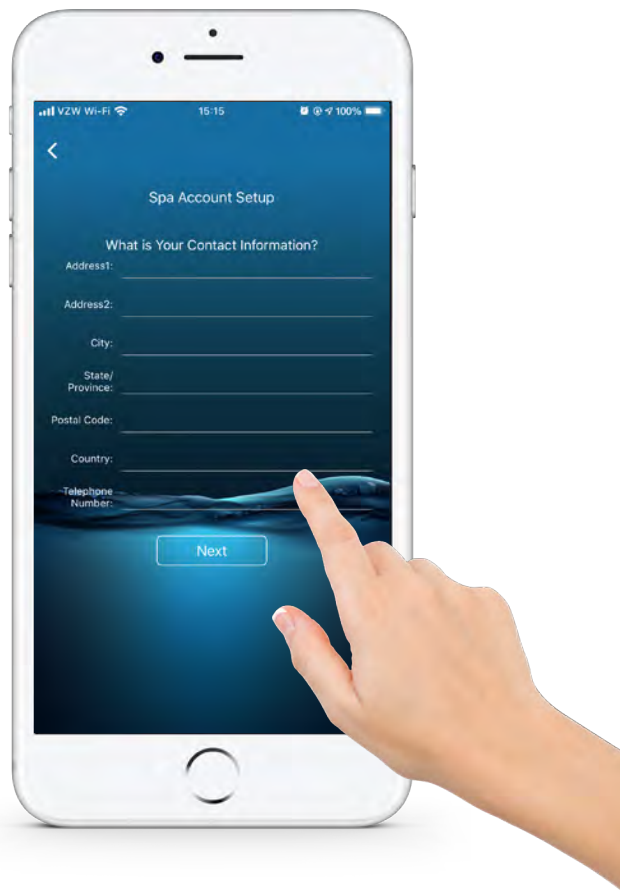 VZW Wi-Fi 15:15 100%
Spa Account Setup
What is Your Contact Information?
Address1:
Address2:
City:
State/
Province:
Postal Code:
Country:
Telephone
Number:
Next